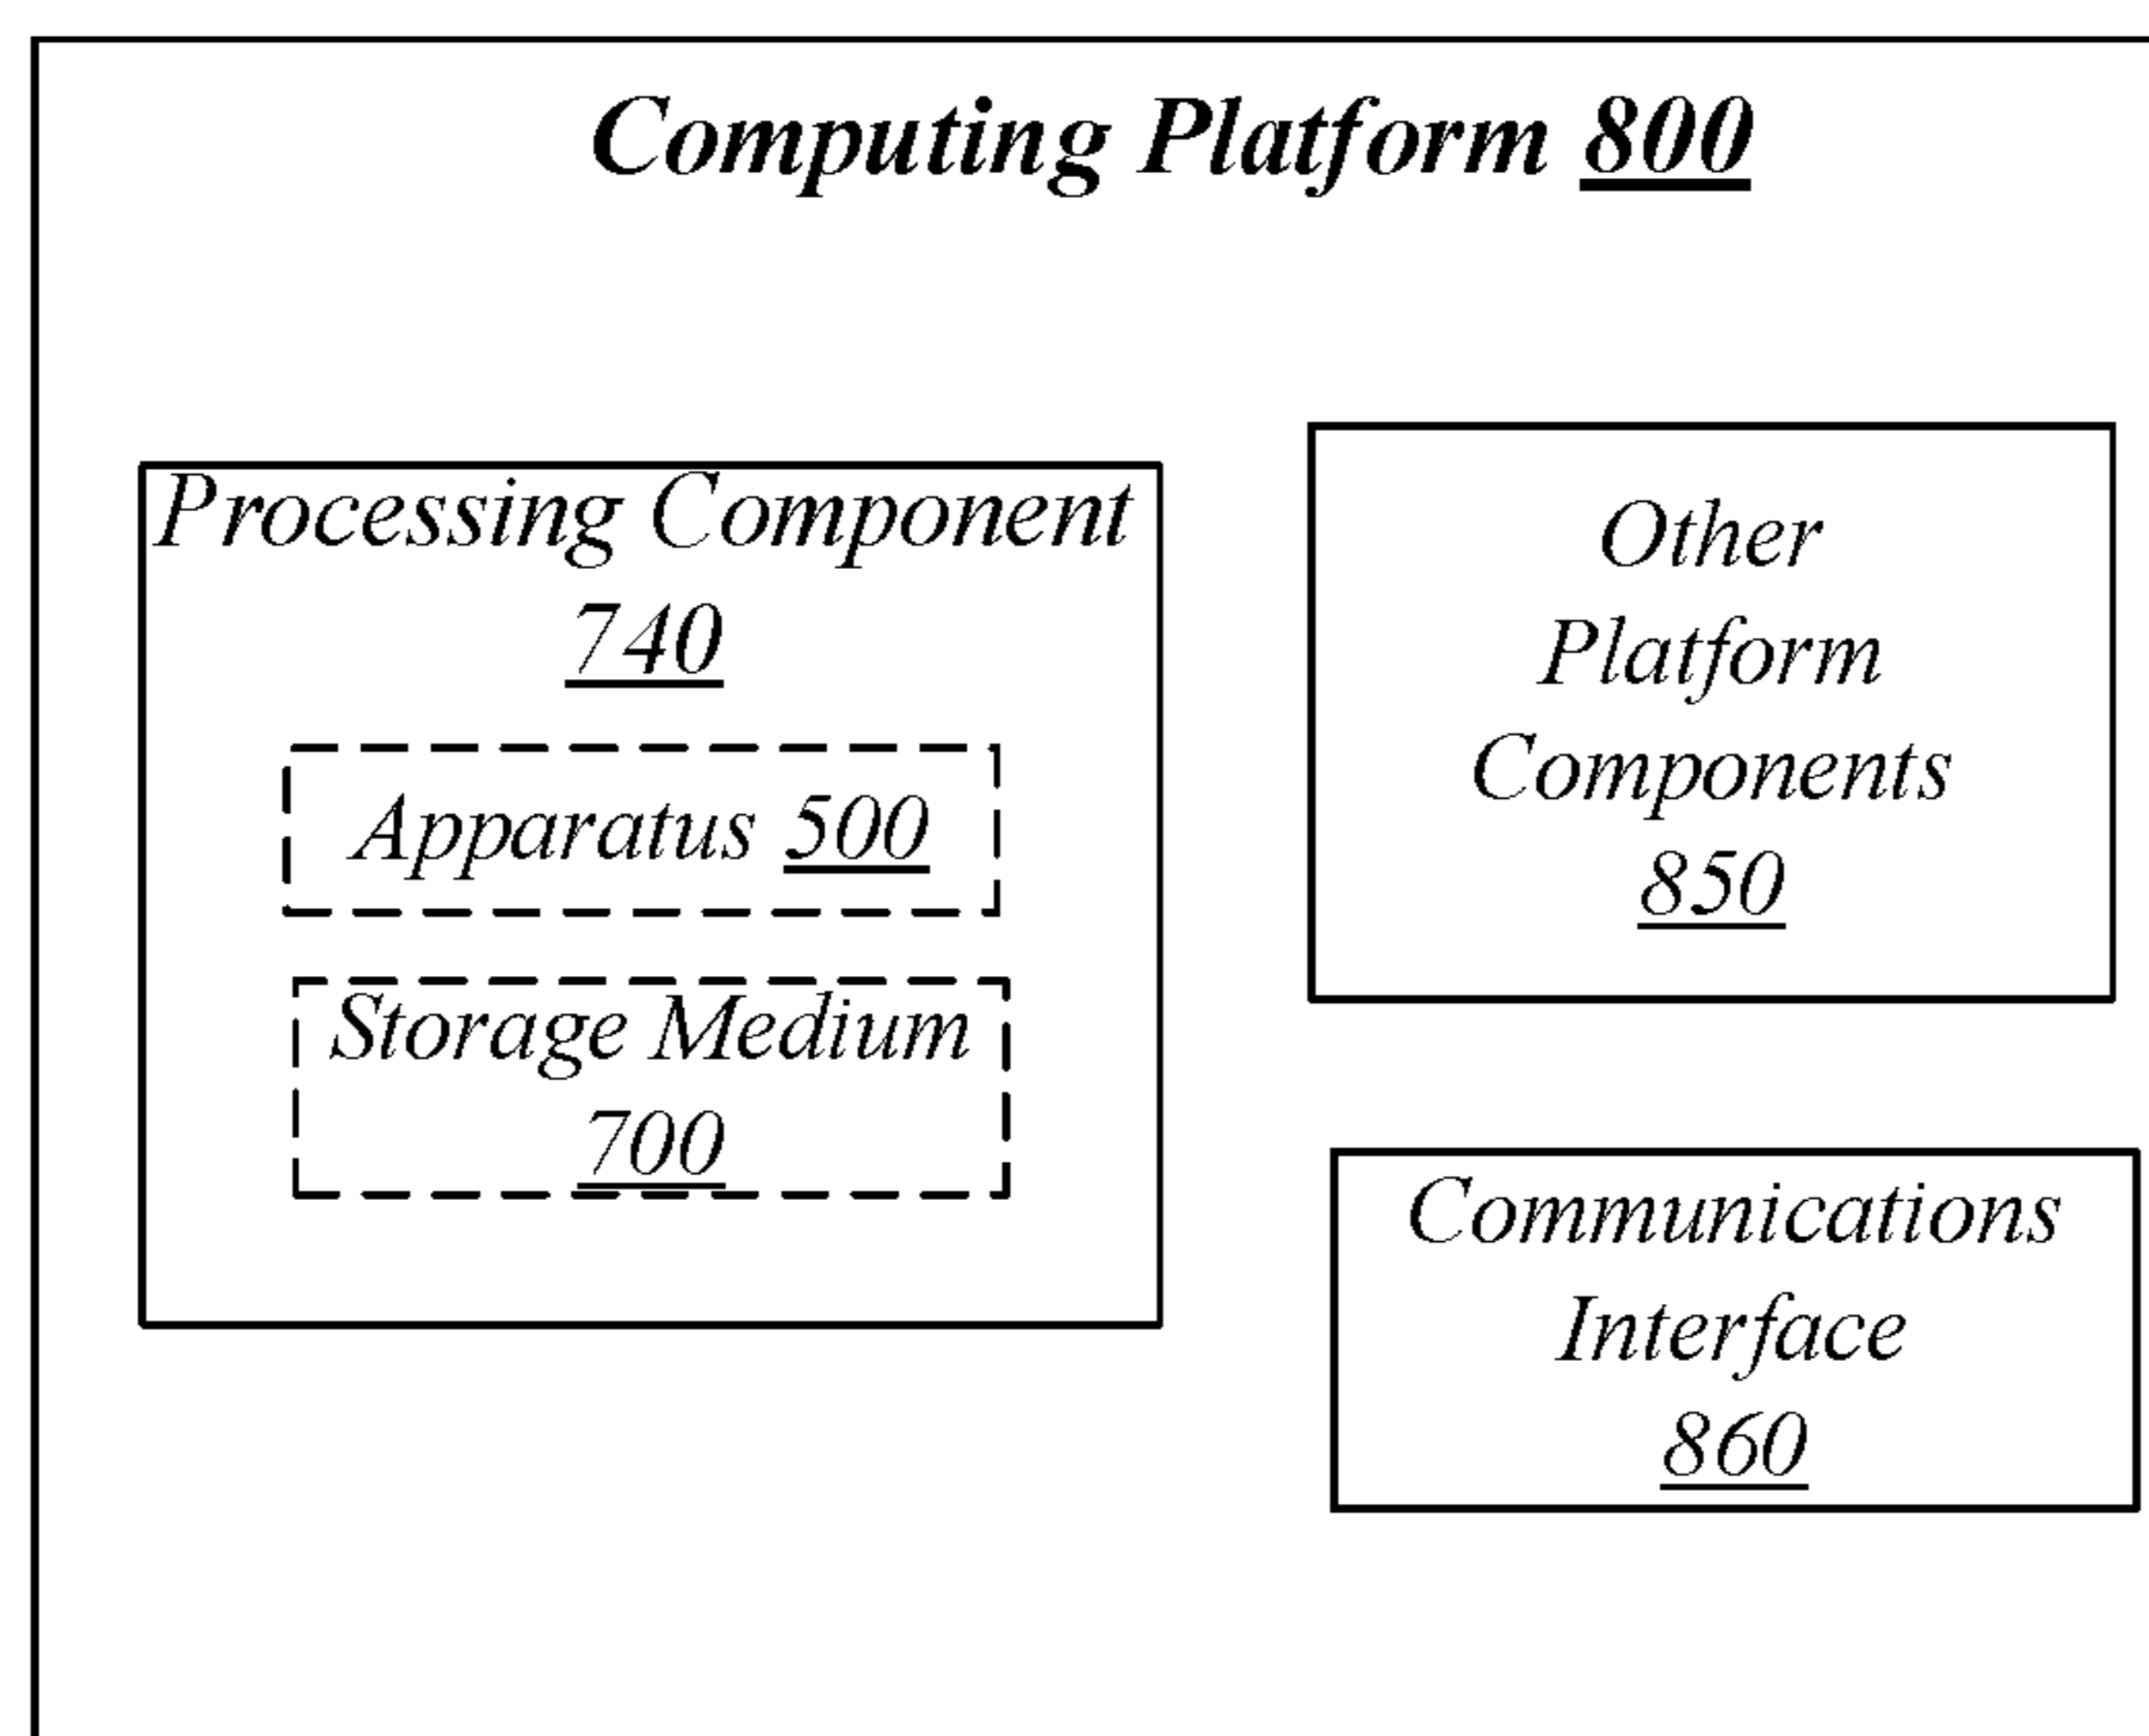 Computing Platform 800
Processing Component
740
Apparatus 500
Storage Medium
700
Other
Platform
Components
850
Communications
Interface
860